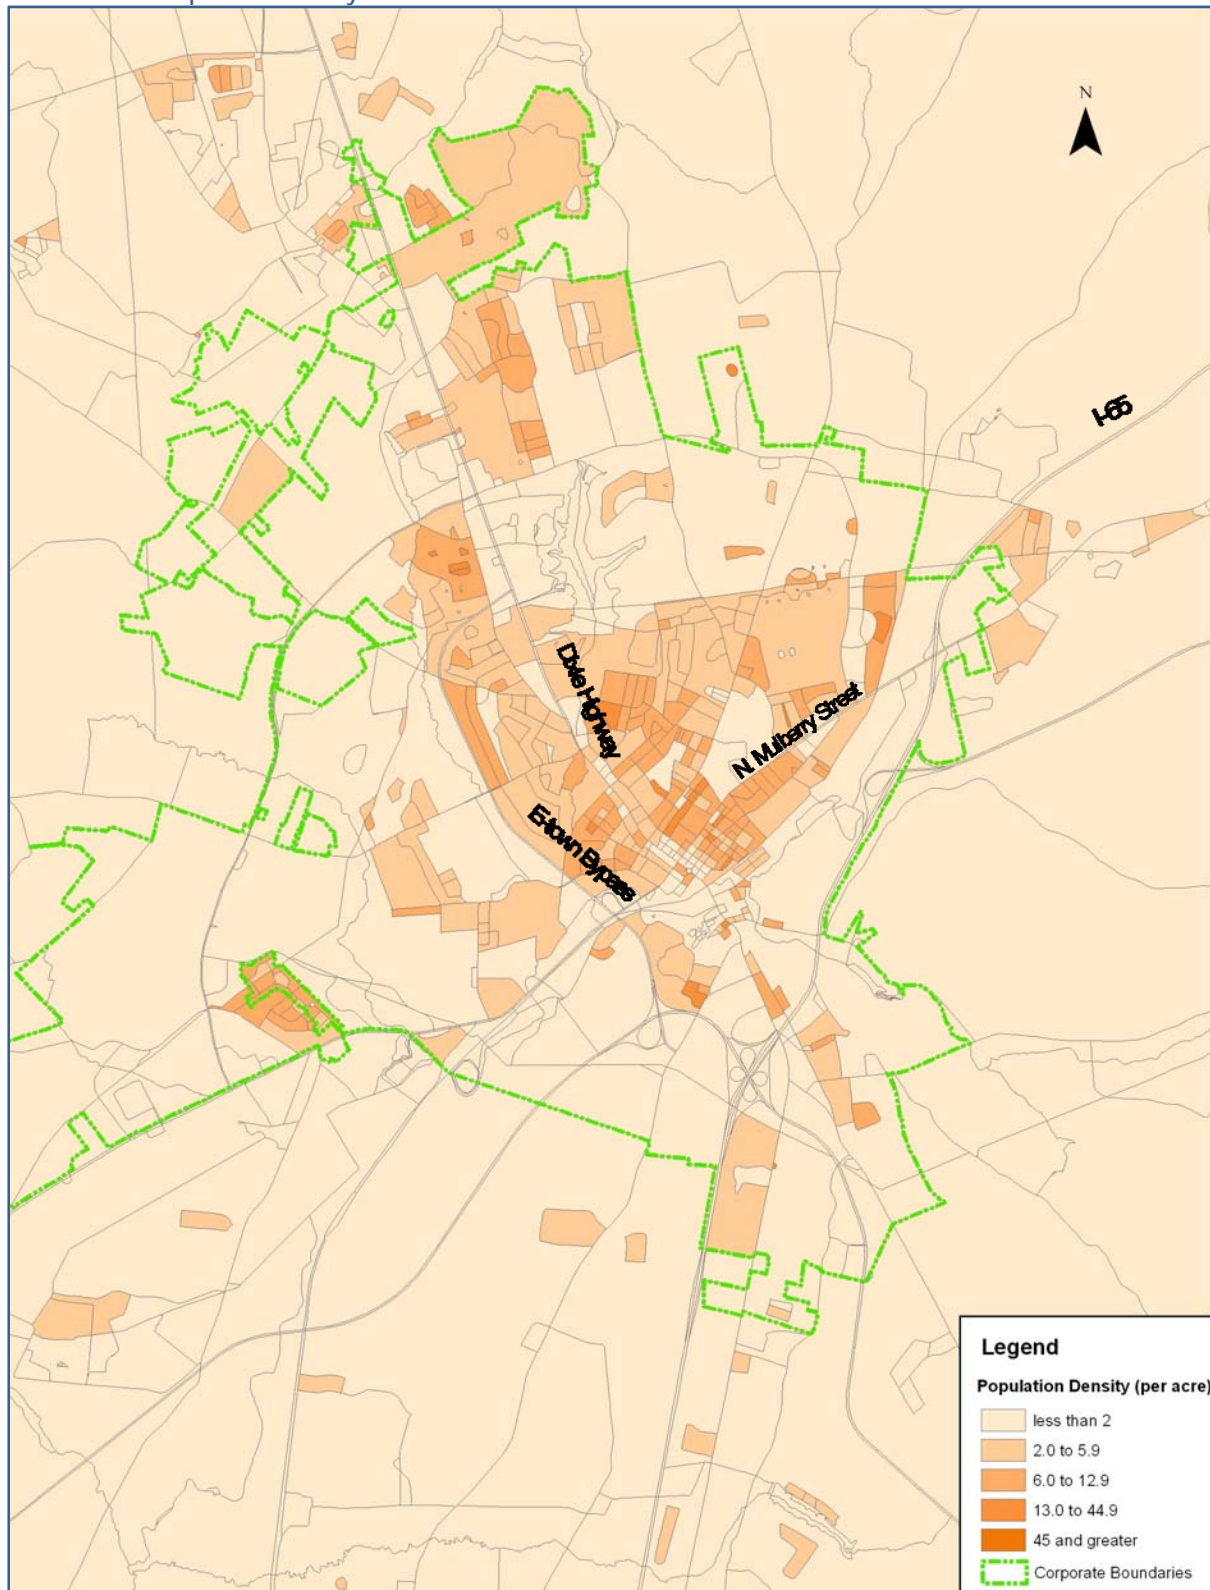 N
I-65
Dixie Highway
N. Mulberry Street
E-town Bypass
Legend
Population Density (per acre)
less than 2
2.0 to 5.9
6.0 to 12.9
13.0 to 44.9
45 and greater
Corporate Boundaries